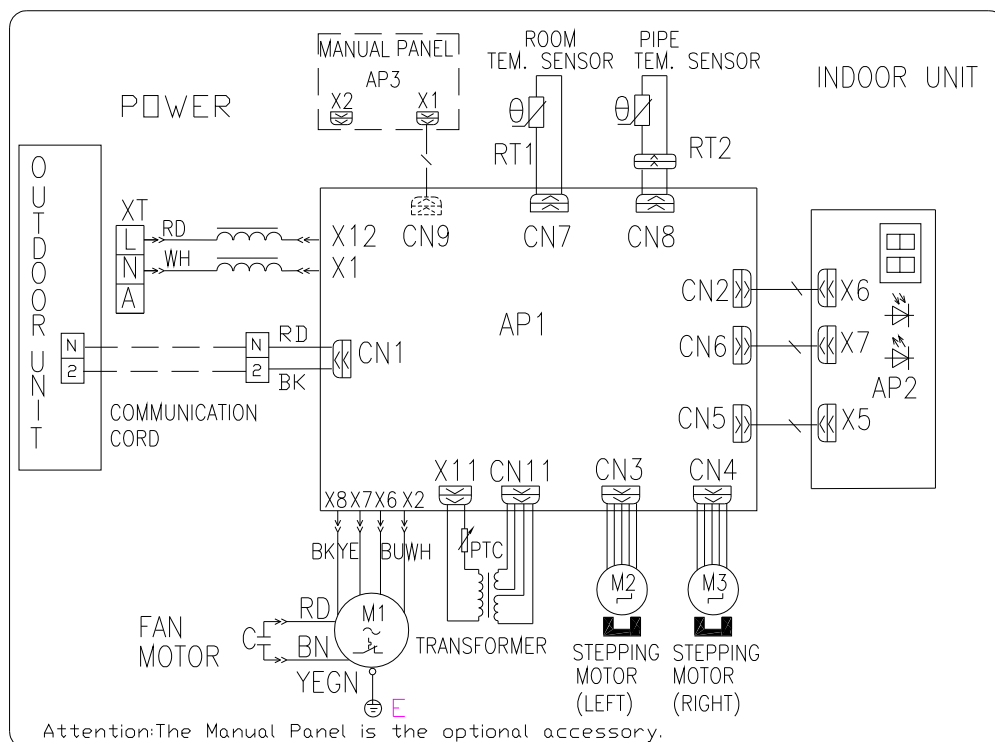 MANUAL PANEL
AP3
X2 X1
ROOM
TEM. SENSOR
PIPE
TEM. SENSOR
INDOOR UNIT
POWER
θ
θ
RT1
RT2
OUTDOOR UNIT
XT
L
N
A
RD
WH
X12
X1
CN9
CN7
CN8
AP1
CN2
CN6
CN5
X6
X7
X5
AP2
N
2
N
2
RD
BK
CN1
COMMUNICATION
CORD
X11
CN11
CN3
CN4
X8 X7 X6 X2
BK YE BU WH
PTC
M1
M2
M3
RD
BN
C
YEGN
E
FAN
MOTOR
TRANSFORMER
STEPPING
MOTOR
(LEFT)
STEPPING
MOTOR
(RIGHT)
Attention:The Manual Panel is the optional accessory.